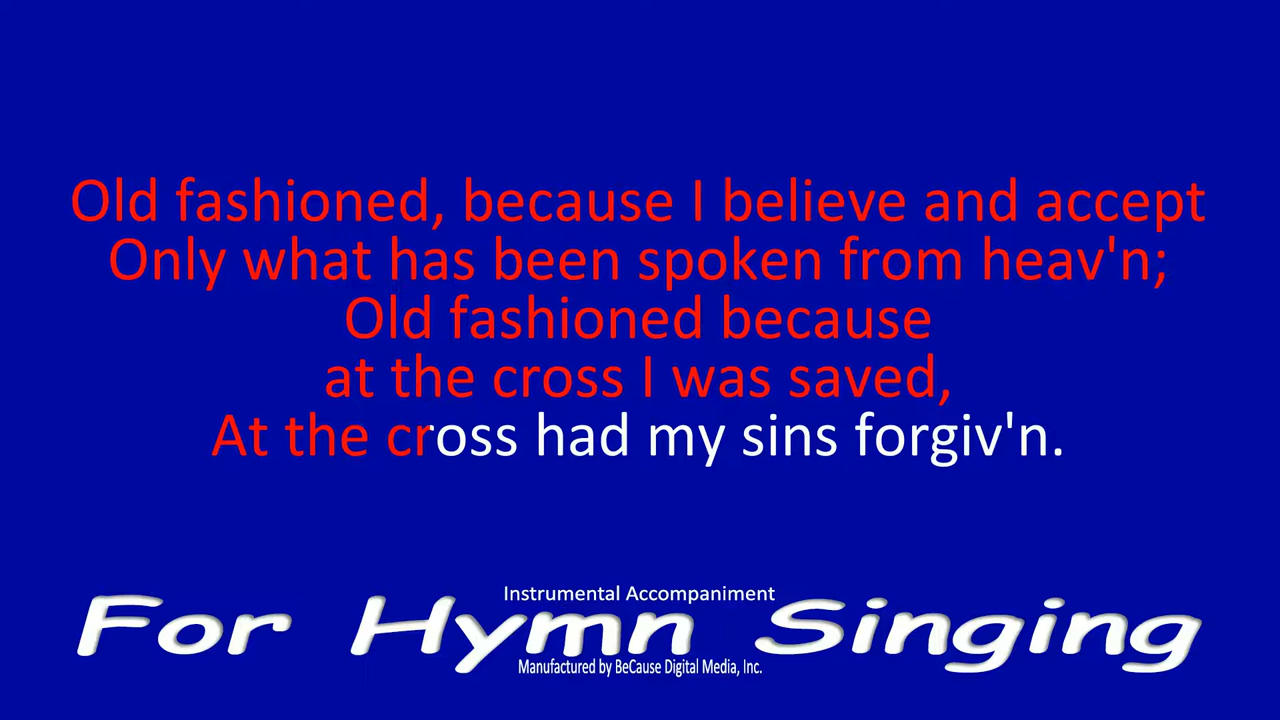 Old fashioned, because I believe and accept
Only what has been spoken from heav'n;
Old fashioned because
at the cross I was saved,
At the cross had my sins forgiv'n.
Instrumental Accompaniment
For Hymn Singing
Manufactured by BeCause Digital Media, Inc.